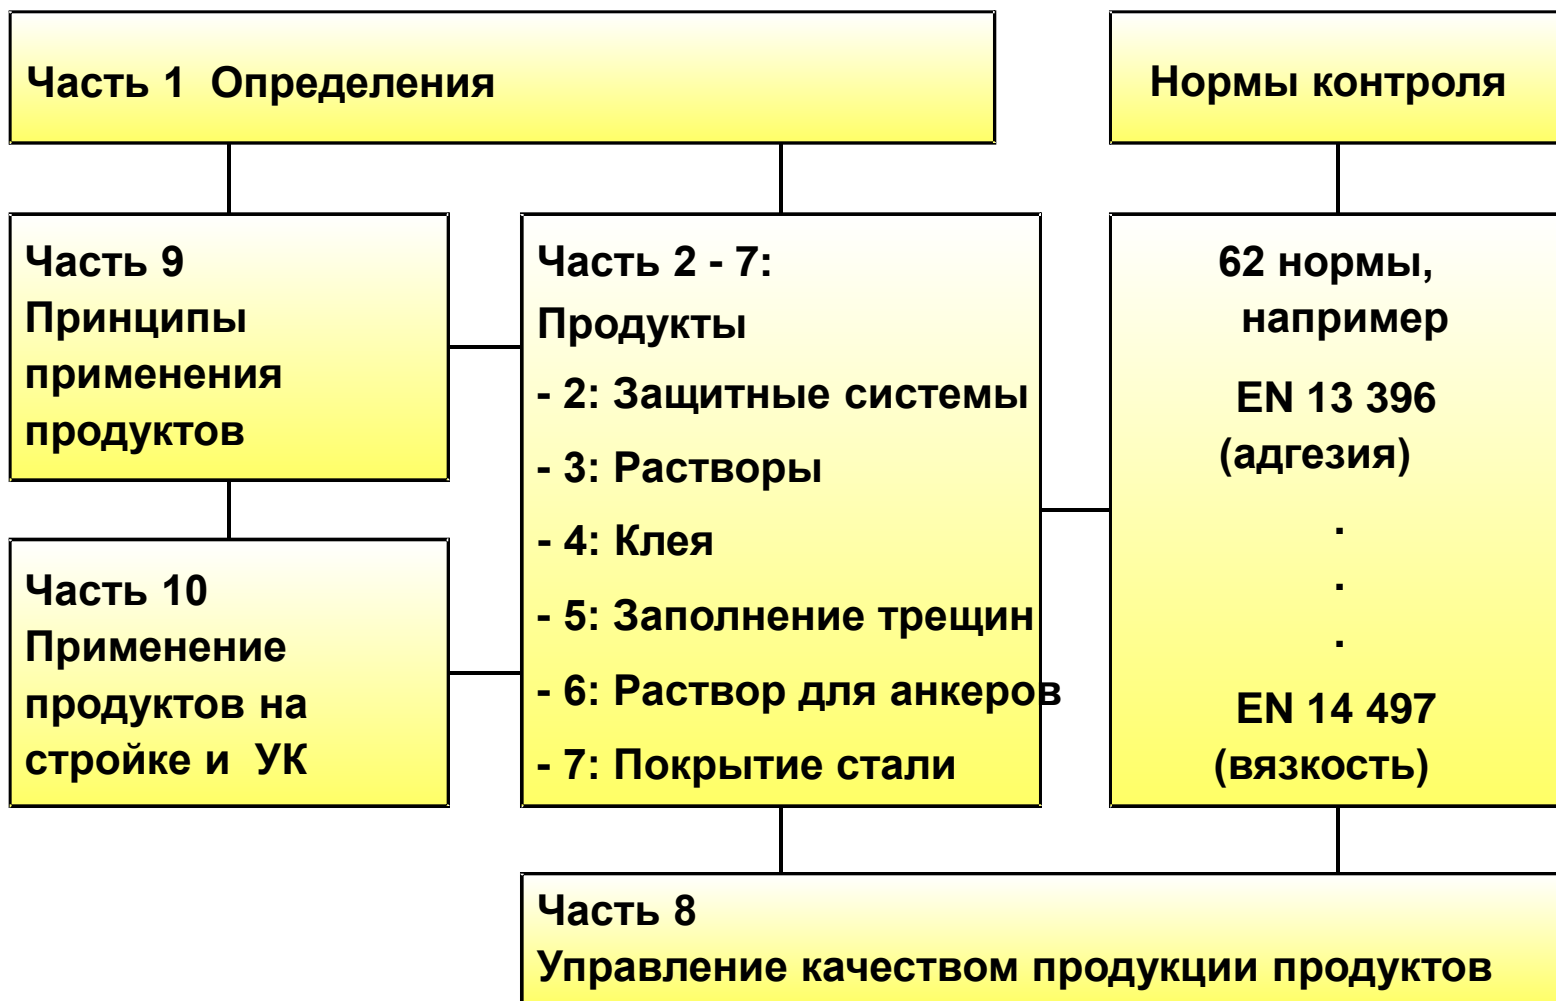 Часть 1 Определения
Нормы контроля
Часть 9
Принципы
применения
продуктов
Часть 10
Применение
продуктов на
стройке и УК
Часть 2 - 7:
Продукты
- 2: Защитные системы
- 3: Растворы
- 4: Клея
- 5: Заполнение трещин
- 6: Раствор для анкеров
- 7: Покрытие стали
62 нормы,
например
EN 13 396
(адгезия)
.
.
.
EN 14 497
(вязкость)
Часть 8
Управление качеством продукции продуктов